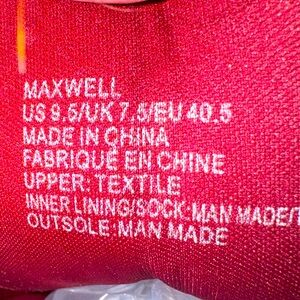 MAXWELL
US 9.5/UK 7.5/EU 40.5
MADE IN CHINA
FABRIQUÉ EN CHINE
UPPER: TEXTILE
INNER LINING/SOCK:MAN MADE/
OUTSOLE:MAN MADE